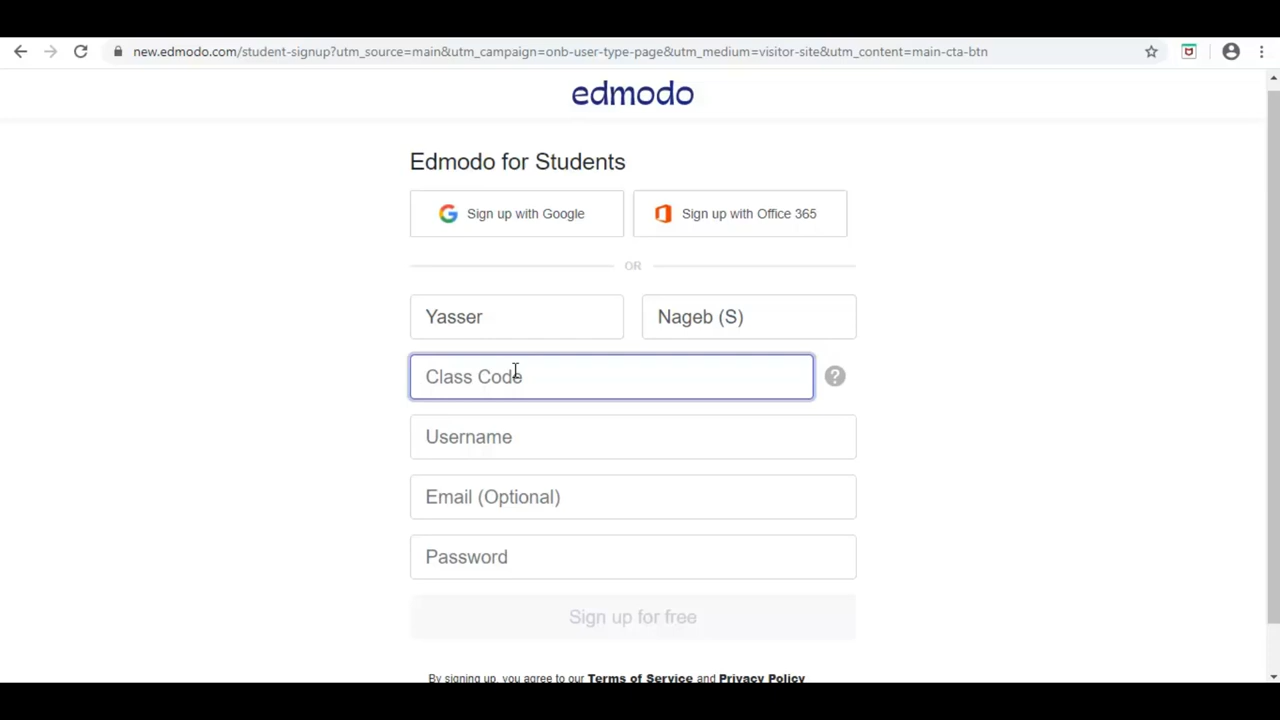 new.edmodo.com/student-signup?utm_source=main&utm_campaign=onb-user-type-page&utm_medium=visitor-site&utm_content=main-cta-btn
edmodo
Edmodo for Students
Sign up with Google
Sign up with Office 365
OR
Yasser
Nageb (S)
Class Code
?
Username
Email (Optional)
Password
Sign up for free
By signing up, you agree to our Terms of Service and Privacy Policy